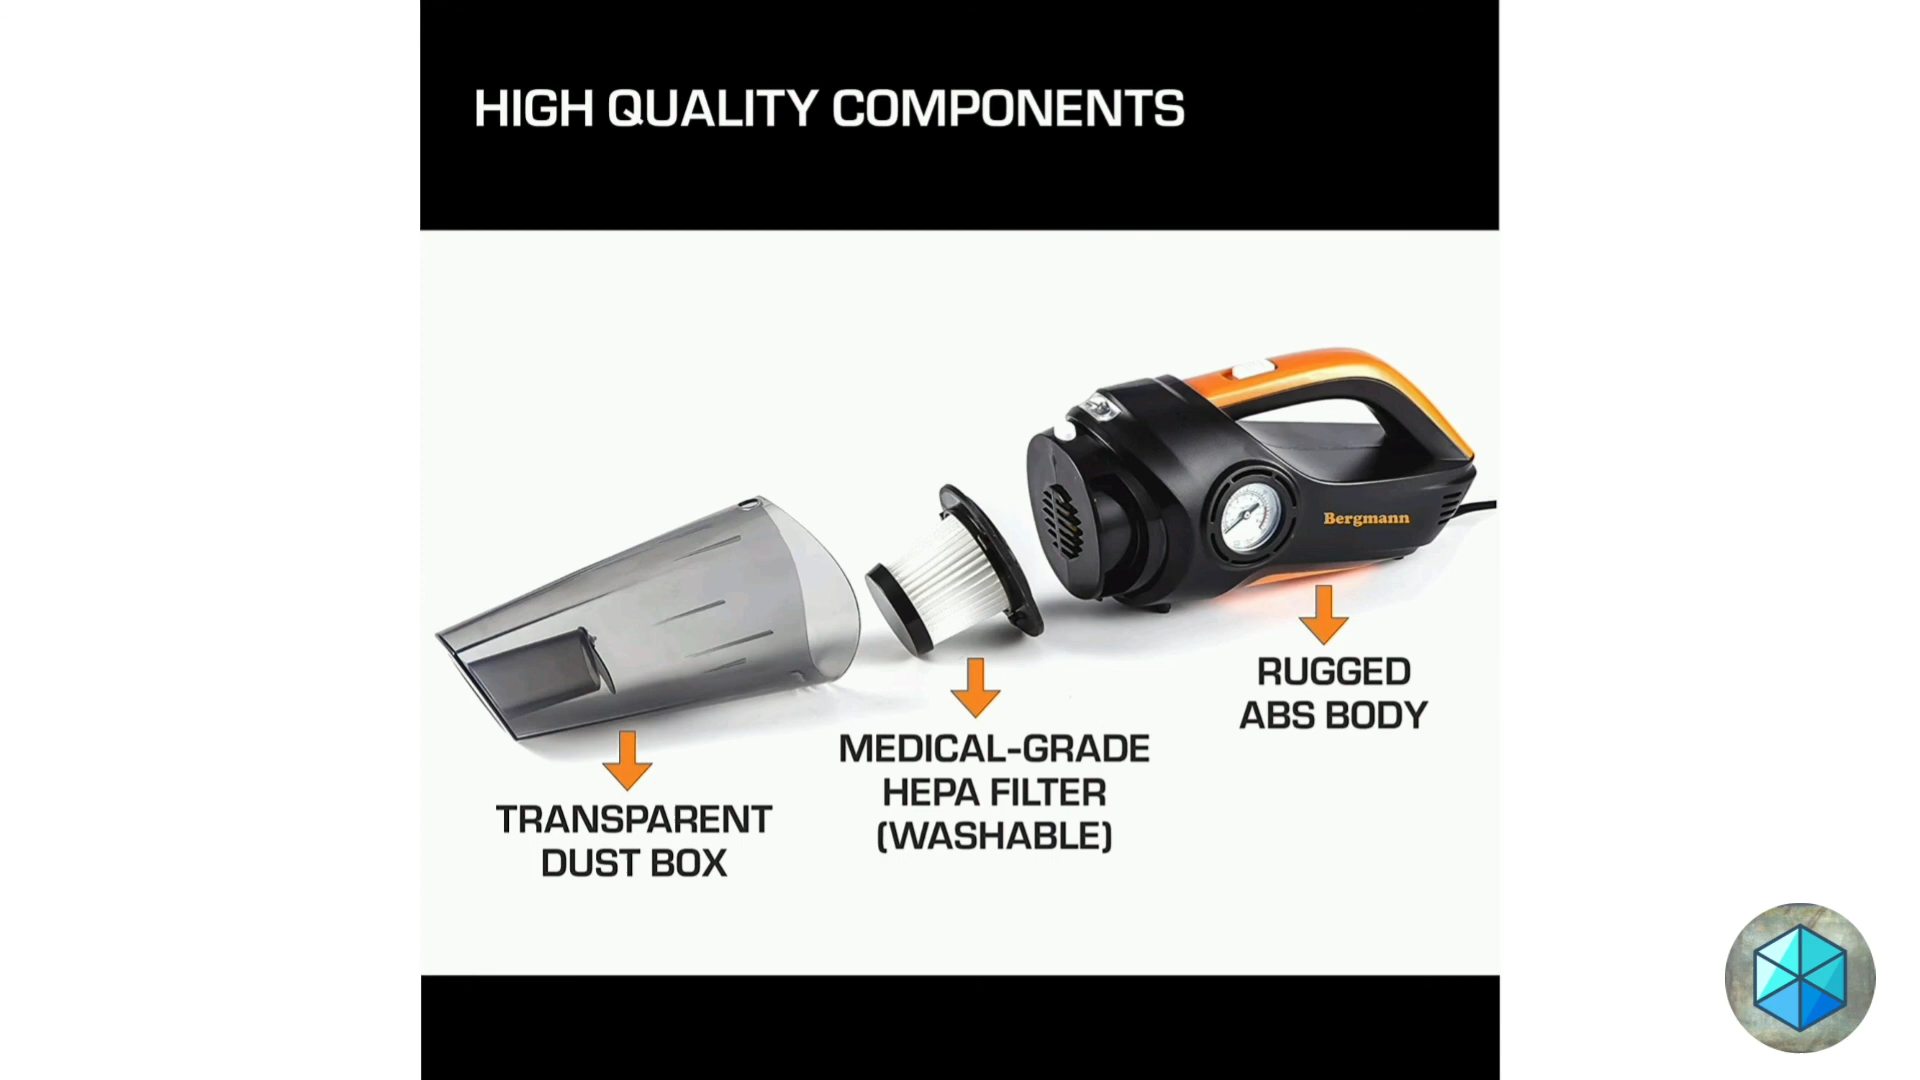 HIGH QUALITY COMPONENTS
Bergmann
RUGGED
ABS BODY
MEDICAL-GRADE
HEPA FILTER
(WASHABLE)
TRANSPARENT
DUST BOX